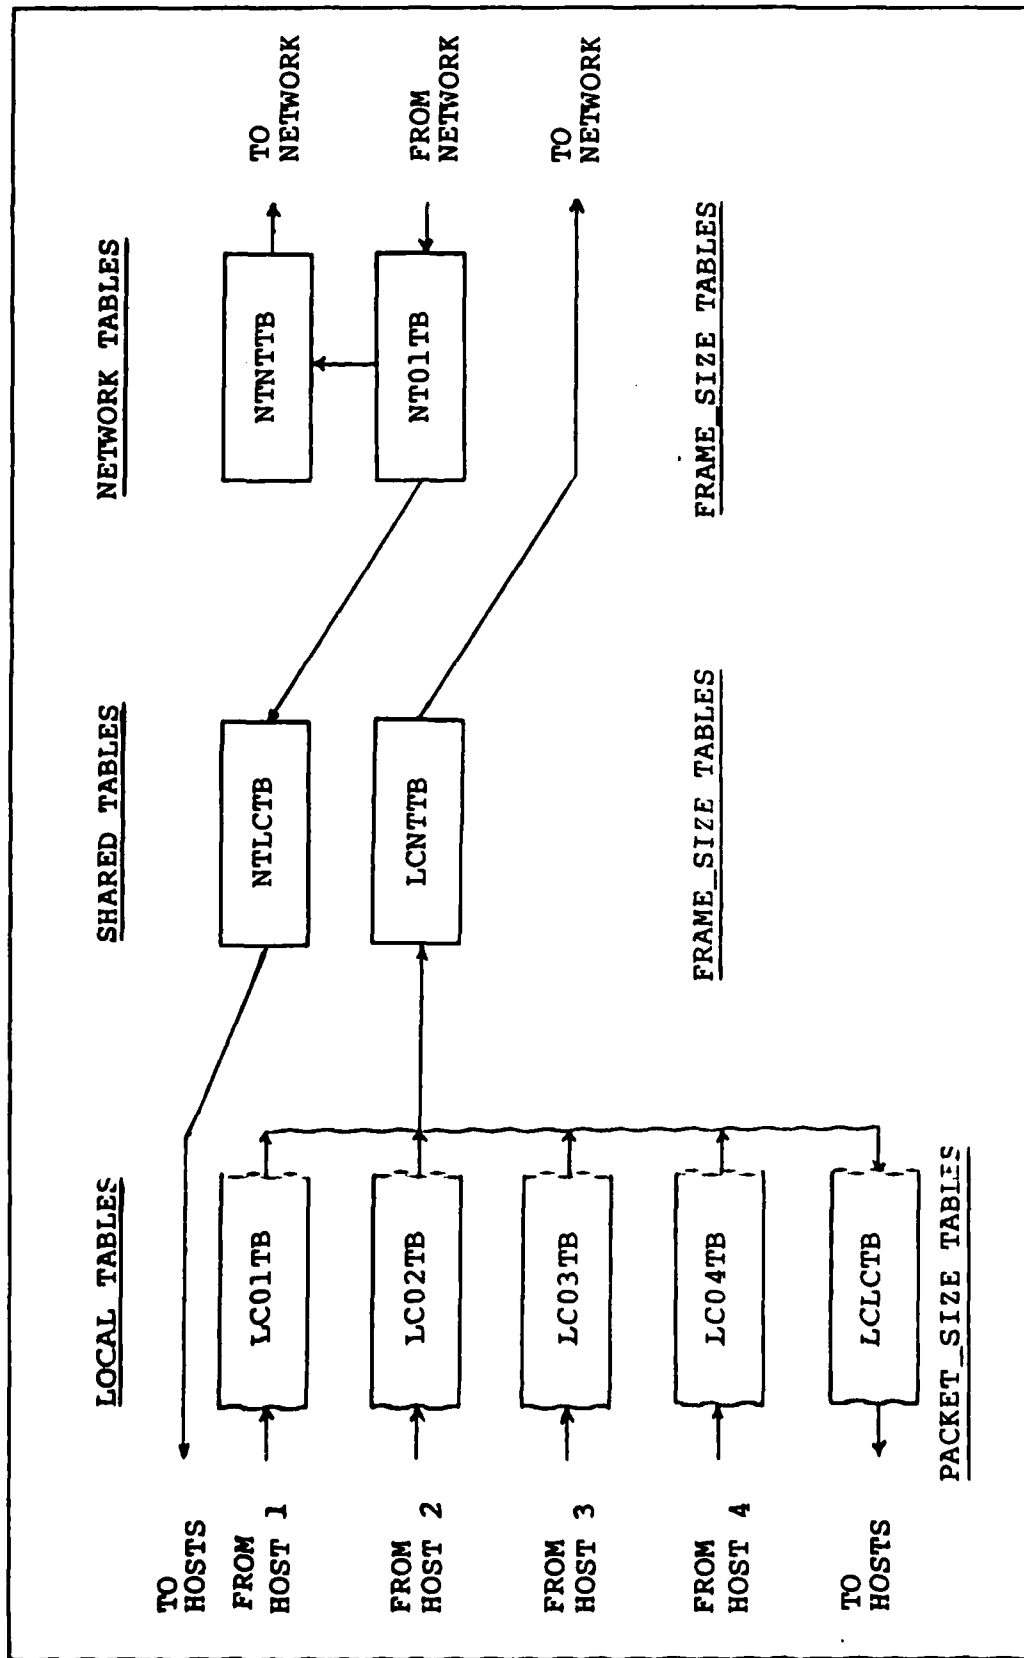 LOCAL TABLES
SHARED TABLES
NETWORK TABLES
TO
HOSTS
FROM
HOST 1
LC01TB
NTLCTB
NTNTTB
TO
NETWORK
FROM
HOST 2
LC02TB
LCNTTB
NT01TB
FROM
NETWORK
FROM
HOST 3
LC03TB
TO
NETWORK
FROM
HOST 4
LC04TB
FRAME_SIZE TABLES
FRAME_SIZE TABLES
TO
HOSTS
LCLCTB
PACKET_SIZE TABLES